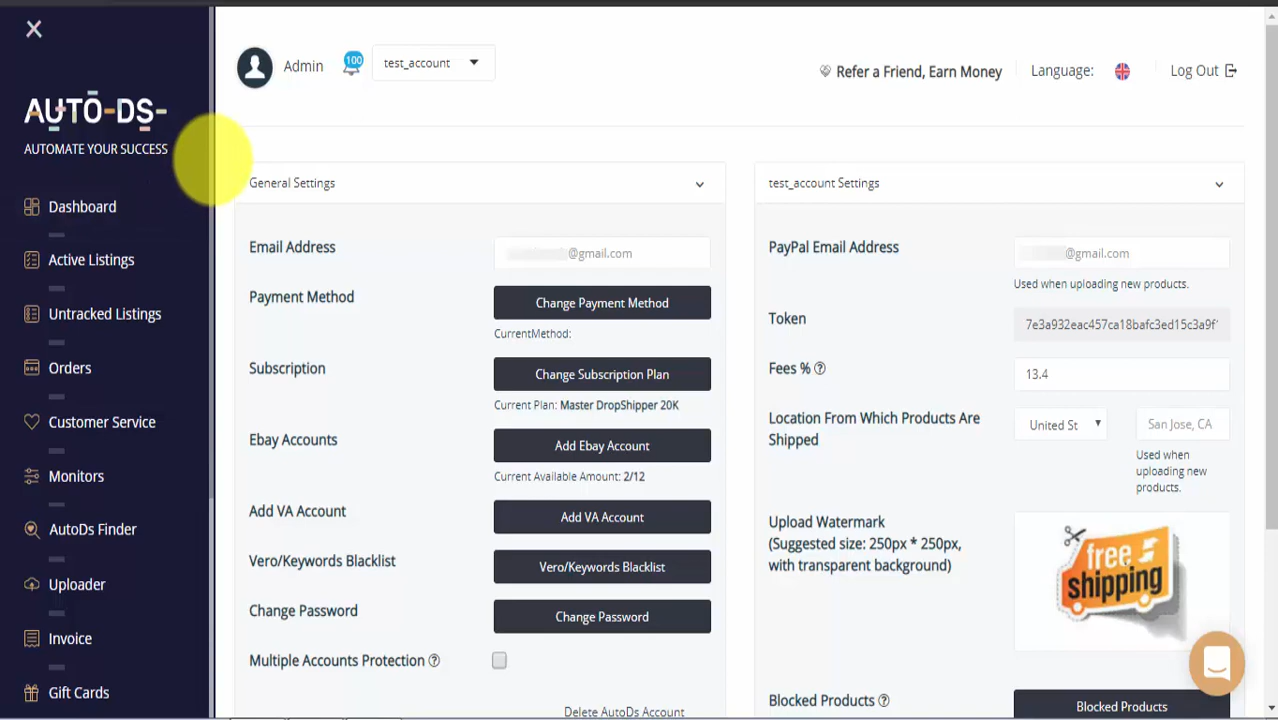 AUTO-DS-
AUTOMATE YOUR SUCCESS
Dashboard
Active Listings
Untracked Listings
Orders
Customer Service
Monitors
AutoDs Finder
Uploader
Invoice
Gift Cards
Admin
100
test_account
Refer a Friend, Earn Money
Language:
Log Out
General Settings
Email Address
@gmail.com
Payment Method
Change Payment Method
CurrentMethod:
Subscription
Change Subscription Plan
Current Plan: Master DropShipper 20K
Ebay Accounts
Add Ebay Account
Current Available Amount: 2/12
Add VA Account
Add VA Account
Vero/Keywords Blacklist
Vero/Keywords Blacklist
Change Password
Change Password
Multiple Accounts Protection ?
Delete AutoDs Account
test_account Settings
PayPal Email Address
@gmail.com
Used when uploading new products.
Token
7e3a932eac457ca18bafc3ed15c3a9f
Fees % ?
13.4
Location From Which Products Are
Shipped
United St
San Jose, CA
Used when
uploading new
products.
Upload Watermark
(Suggested size: 250px * 250px,
with transparent background)
free
shipping
Blocked Products ?
Blocked Products